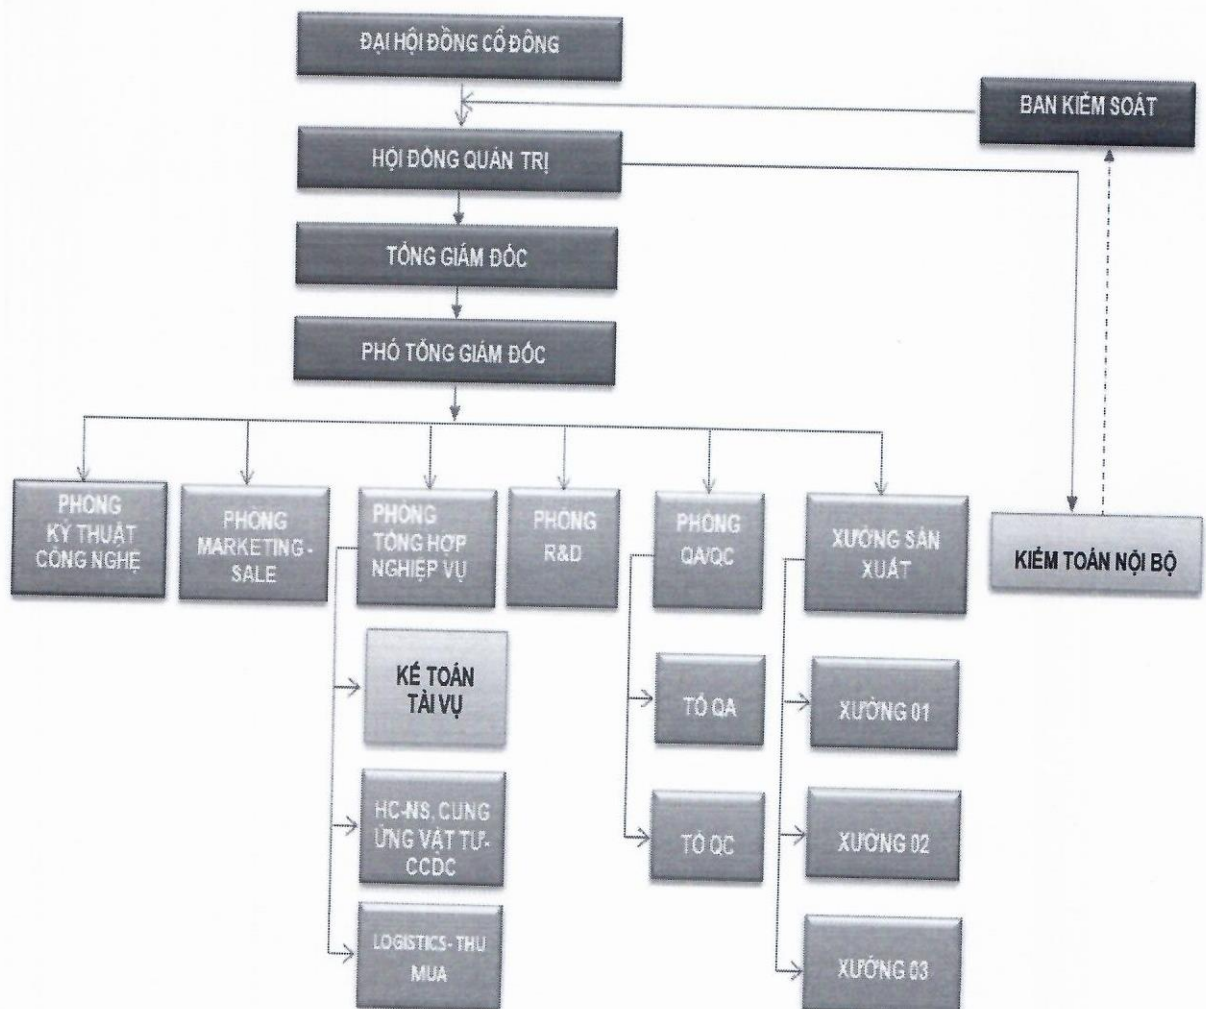 ĐẠI HỘI ĐỒNG CỔ ĐÔNG
BAN KIỂM SOÁT
HỘI ĐỒNG QUẢN TRỊ
TỔNG GIÁM ĐỐC
PHÓ TỔNG GIÁM ĐỐC
PHÒNG
KỸ THUẬT
CÔNG NGHỆ
PHÒNG
MARKETING -
SALE
PHÒNG
TỔNG HỢP
NGHIỆP VỤ
PHÒNG
R&D
PHÒNG
QA/QC
XƯỞNG SẢN
XUẤT
KIỂM TOÁN NỘI BỘ
KẾ TOÁN
TÀI VỤ
TỔ QA
XƯỞNG 01
HC-NS, CUNG
ỨNG VẬT TƯ-
CCDC
TỔ QC
XƯỞNG 02
LOGISTICS- THU
MUA
XƯỞNG 03